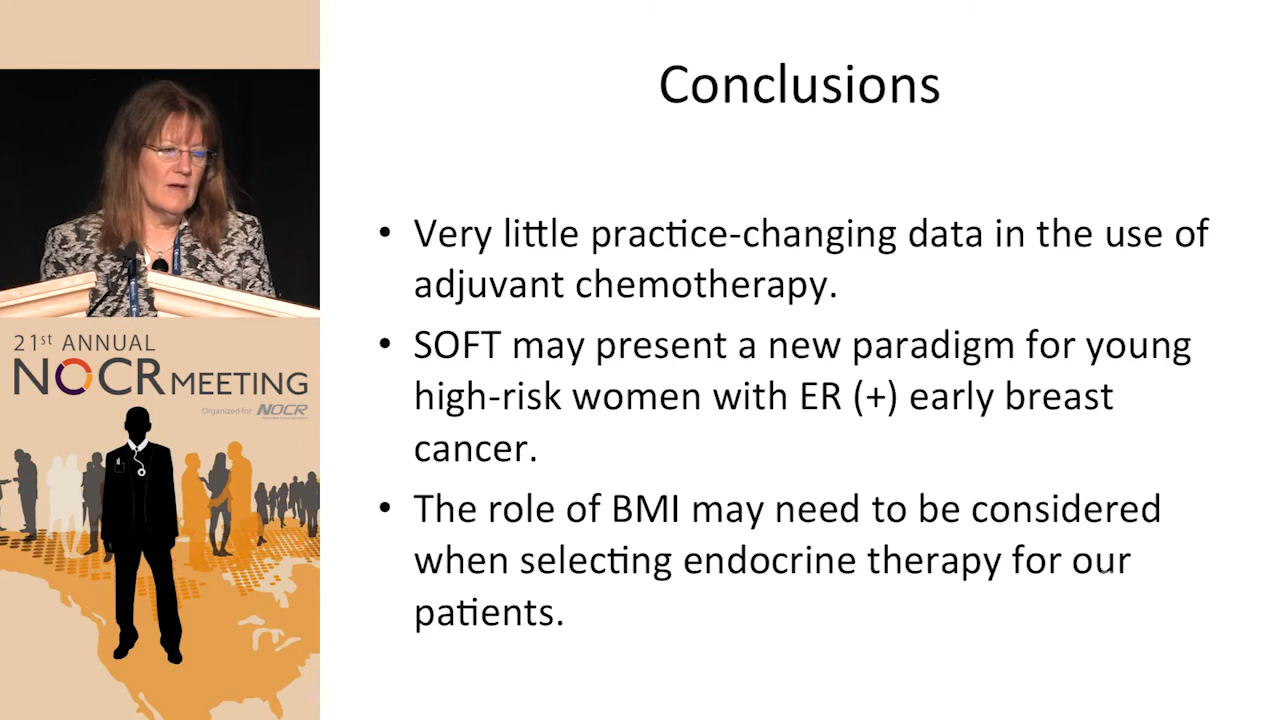 Conclusions
• Very little practice-changing data in the use of
adjuvant chemotherapy.
• SOFT may present a new paradigm for young
high-risk women with ER (+) early breast
cancer.
• The role of BMI may need to be considered
when selecting endocrine therapy for our
patients.
21st ANNUAL
NOCR MEETING
Organized for NOCR